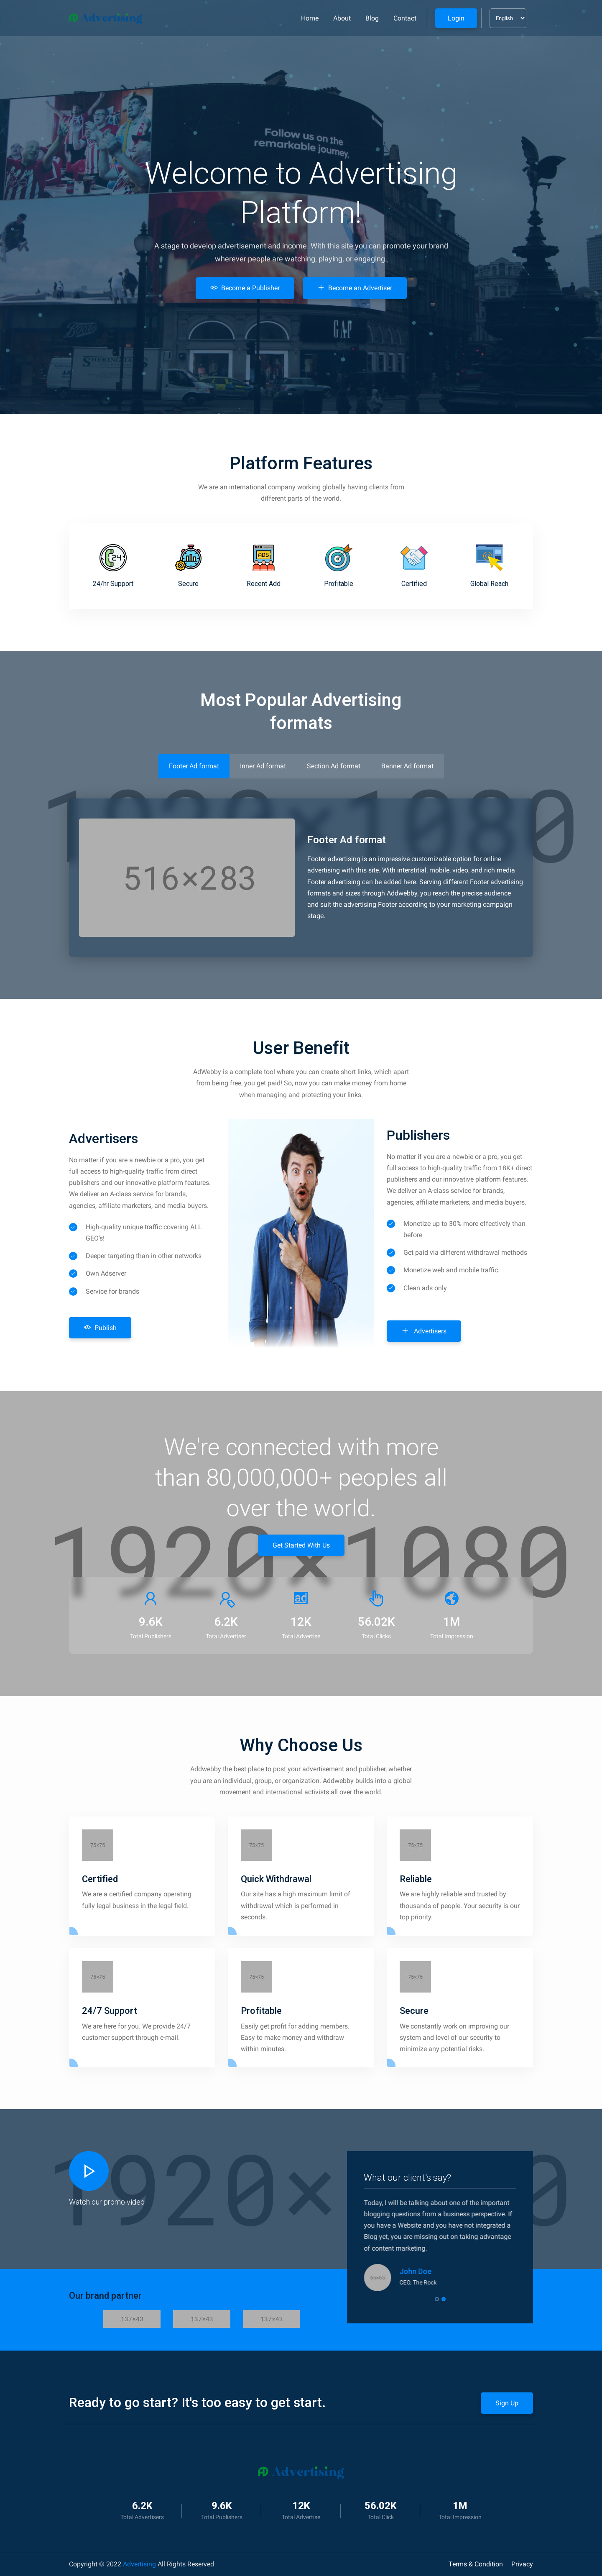 Advertising
Home
About
Blog
Contact
Login
English
Follow us on the
remarkable journey.
Welcome to Advertising
Platform!
A stage to develop advertisement and income. With this site you can promote your brand
wherever people are watching, playing, or engaging..
Become a Publisher
Become an Advertiser
GAP
Platform Features
We are an international company working globally having clients from
different parts of the world.
24/hr Support
Secure
Recent Add
Profitable
Certified
Global Reach
Most Popular Advertising
formats
Footer Ad format
Inner Ad format
Section Ad format
Banner Ad format
516×283
Footer Ad format
Footer advertising is an impressive customizable option for online
advertising with this site. With interstitial, mobile, video, and rich media
Footer advertising can be added here. Serving different Footer advertising
formats and sizes through Addwebby, you reach the precise audience
and suit the advertising Footer according to your marketing campaign
stage.
User Benefit
AdWebby is a complete tool where you can create short links, which apart
from being free, you get paid! So, now you can make money from home
when managing and protecting your links.
Advertisers
No matter if you are a newbie or a pro, you get
full access to high-quality traffic from direct
publishers and our innovative platform features.
We deliver an A-class service for brands,
agencies, affiliate marketers, and media buyers.
High-quality unique traffic covering ALL
GEO's!
Deeper targeting than in other networks
Own Adserver
Service for brands
Publish
Publishers
No matter if you are a newbie or a pro, you get
full access to high-quality traffic from 18K+ direct
publishers and our innovative platform features.
We deliver an A-class service for brands,
agencies, affiliate marketers, and media buyers.
Monetize up to 30% more effectively than
before
Get paid via different withdrawal methods
Monetize web and mobile traffic.
Clean ads only
Advertisers
We're connected with more
than 80,000,000+ peoples all
over the world.
1920×1080
Get Started With Us
9.6K
Total Publishers
6.2K
Total Advertiser
12K
Total Advertise
56.02K
Total Clicks
1M
Total Impression
Why Choose Us
Addwebby the best place to post your advertisement and publisher, whether
you are an individual, group, or organization. Addwebby builds into a global
movement and international activists all over the world.
75×75
Certified
We are a certified company operating
fully legal business in the legal field.
75×75
Quick Withdrawal
Our site has a high maximum limit of
withdrawal which is performed in
seconds.
75×75
Reliable
We are highly reliable and trusted by
thousands of people. Your security is our
top priority.
75×75
24/7 Support
We are here for you. We provide 24/7
customer support through e-mail.
75×75
Profitable
Easily get profit for adding members.
Easy to make money and withdraw
within minutes.
75×75
Secure
We constantly work on improving our
system and level of our security to
minimize any potential risks.
Watch our promo video
What our client's say?
Today, I will be talking about one of the important
blogging questions from a business perspective. If
you have a Website and you have not integrated a
Blog yet, you are missing out on taking advantage
of content marketing.
John Doe
CEO, The Rock
Our brand partner
137×43
137×43
137×43
Ready to go start? It's too easy to get start.
Sign Up
Advertising
6.2K
Total Advertisers
9.6K
Total Publishers
12K
Total Advertise
56.02K
Total Click
1M
Total Impression
Copyright © 2022 Advertising All Rights Reserved
Terms & Condition
Privacy